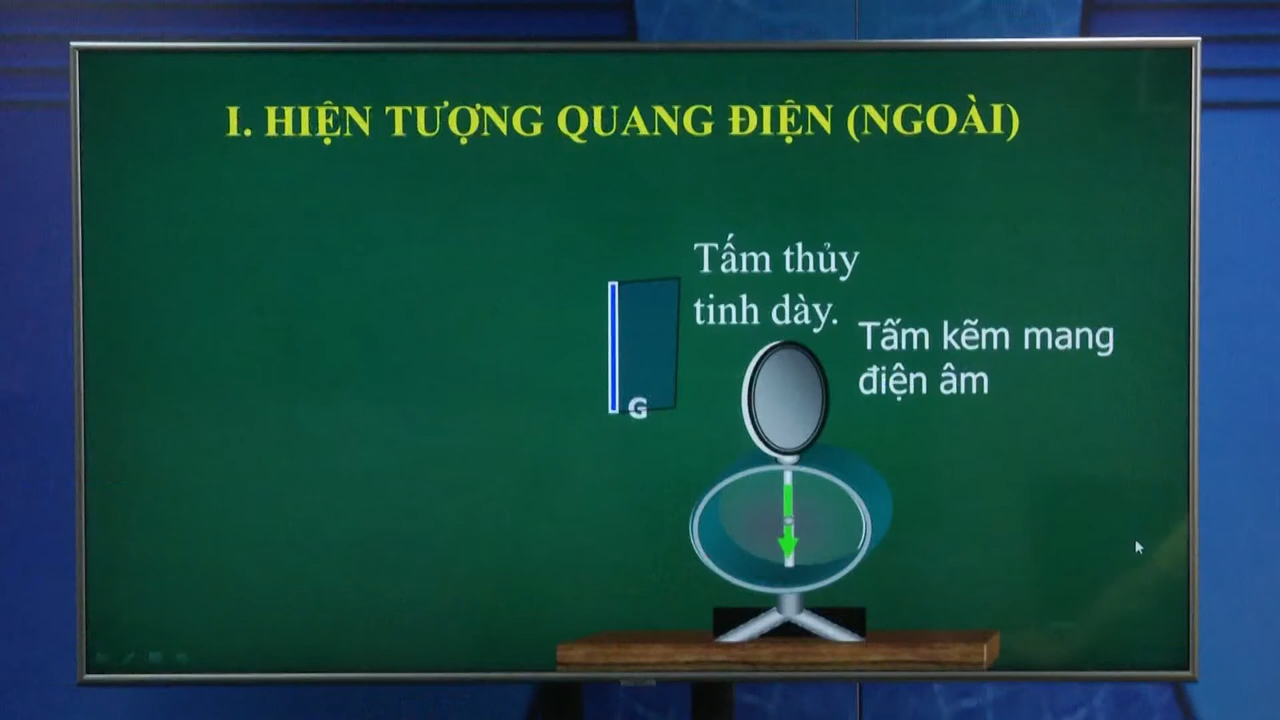 I. HIỆN TƯỢNG QUANG ĐIỆN (NGOÀI)
Tấm thủy
tinh dày.
Tấm kẽm mang
điện âm
G